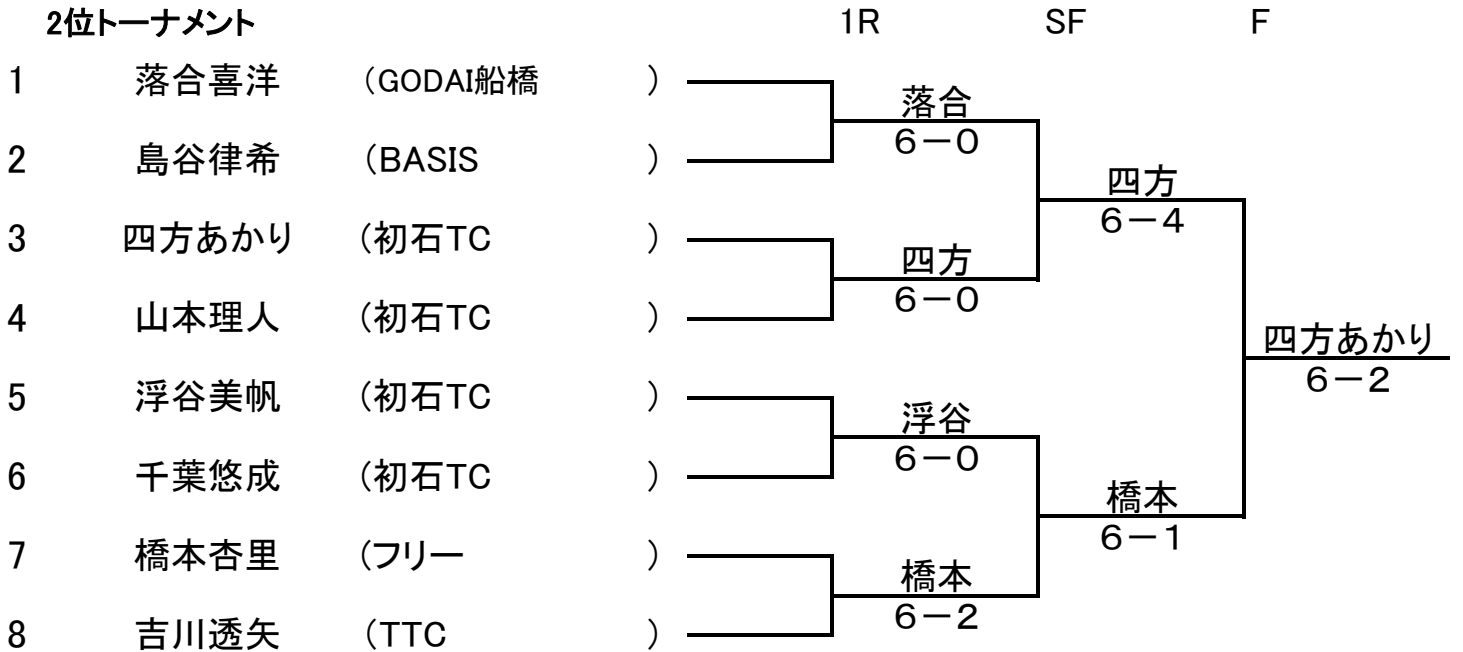 2位トーナメント 1R SF F
1 落合喜洋 （GODAI船橋 ）
落合
6－0
2 島谷律希 （BASIS ）
四方
6－4
3 四方あかり （初石TC ）
四方
6－0
4 山本理人 （初石TC ）
四方あかり
6－2
5 浮谷美帆 （初石TC ）
浮谷
6－0
6 千葉悠成 （初石TC ）
橋本
6－1
7 橋本杏里 （フリー ）
橋本
6－2
8 吉川透矢 （TTC ）